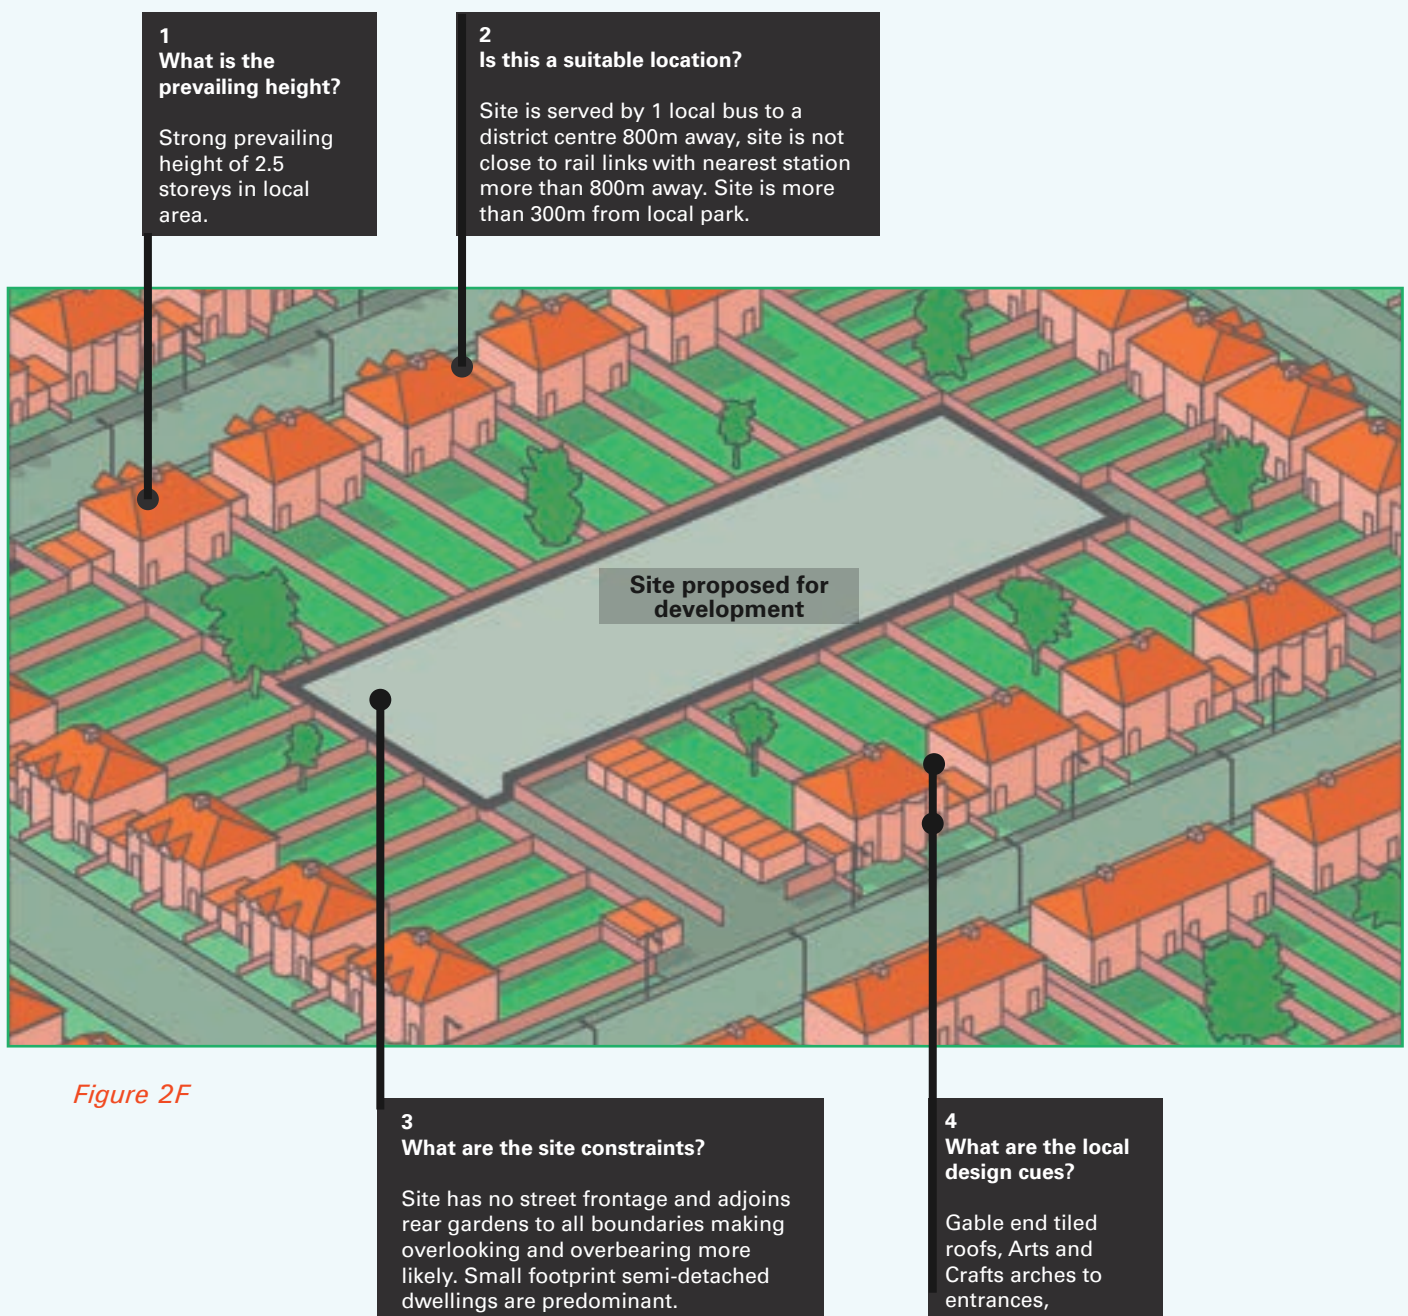 1
What is the
prevailing height?
Strong prevailing
height of 2.5
storeys in local
area.
2
Is this a suitable location?
Site is served by 1 local bus to a
district centre 800m away, site is not
close to rail links with nearest station
more than 800m away. Site is more
than 300m from local park.
Site proposed for
development
Figure 2F
3
What are the site constraints?
Site has no street frontage and adjoins
rear gardens to all boundaries making
overlooking and overbearing more
likely. Small footprint semi-detached
dwellings are predominant.
4
What are the local
design cues?
Gable end tiled
roofs, Arts and
Crafts arches to
entrances,